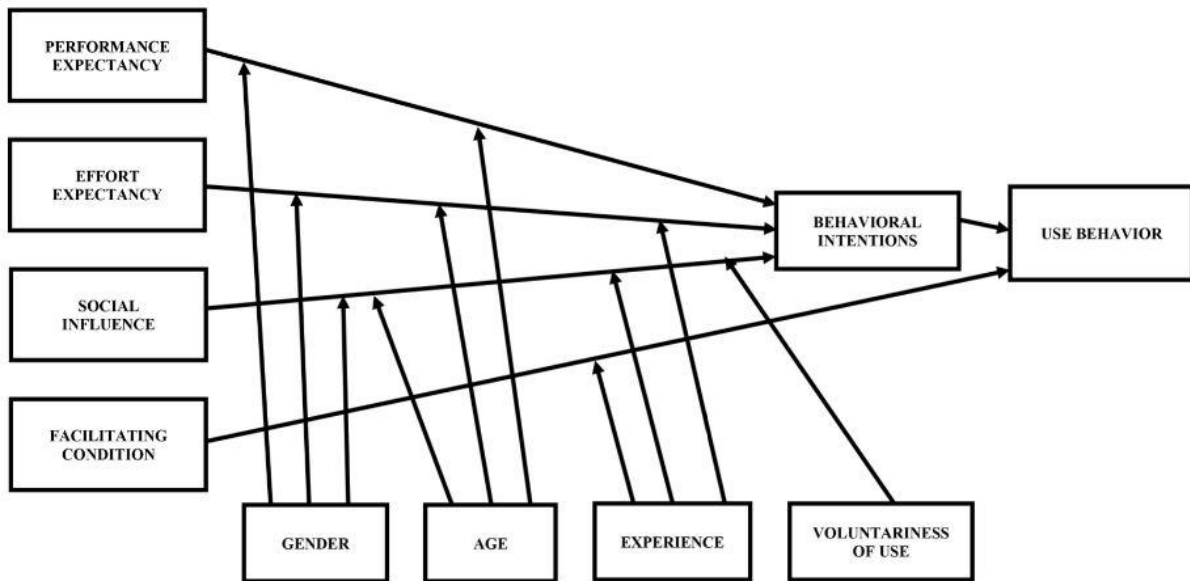 PERFORMANCE
EXPECTANCY
EFFORT
EXPECTANCY
BEHAVIORAL
INTENTIONS
USE BEHAVIOR
SOCIAL
INFLUENCE
FACILITATING
CONDITION
GENDER
AGE
EXPERIENCE
VOLUNTARINESS
OF USE